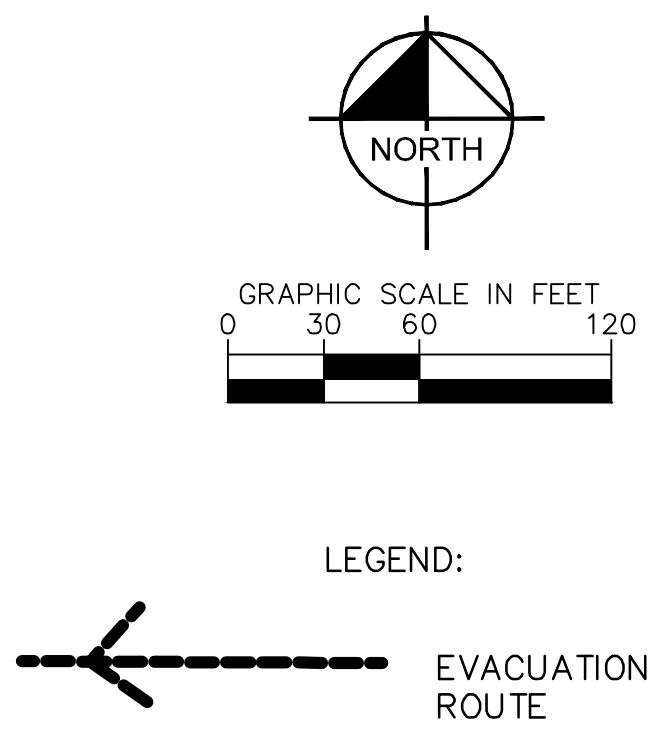 NORTH
GRAPHIC SCALE IN FEET
0 30 60 120
LEGEND:
EVACUATION
ROUTE